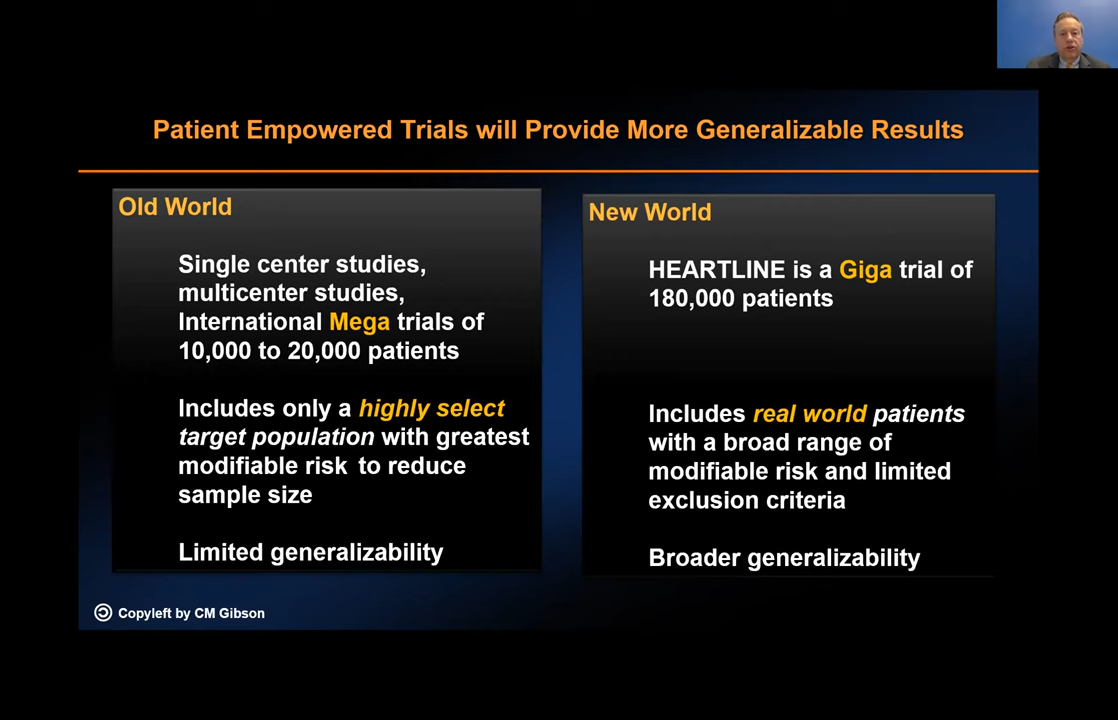 Patient Empowered Trials will Provide More Generalizable Results
Old World
Single center studies,
multicenter studies,
International Mega trials of
10,000 to 20,000 patients
Includes only a highly select
target population with greatest
modifiable risk to reduce
sample size
Limited generalizability
New World
HEARTLINE is a Giga trial of
180,000 patients
Includes real world patients
with a broad range of
modifiable risk and limited
exclusion criteria
Broader generalizability
Copyleft by CM Gibson